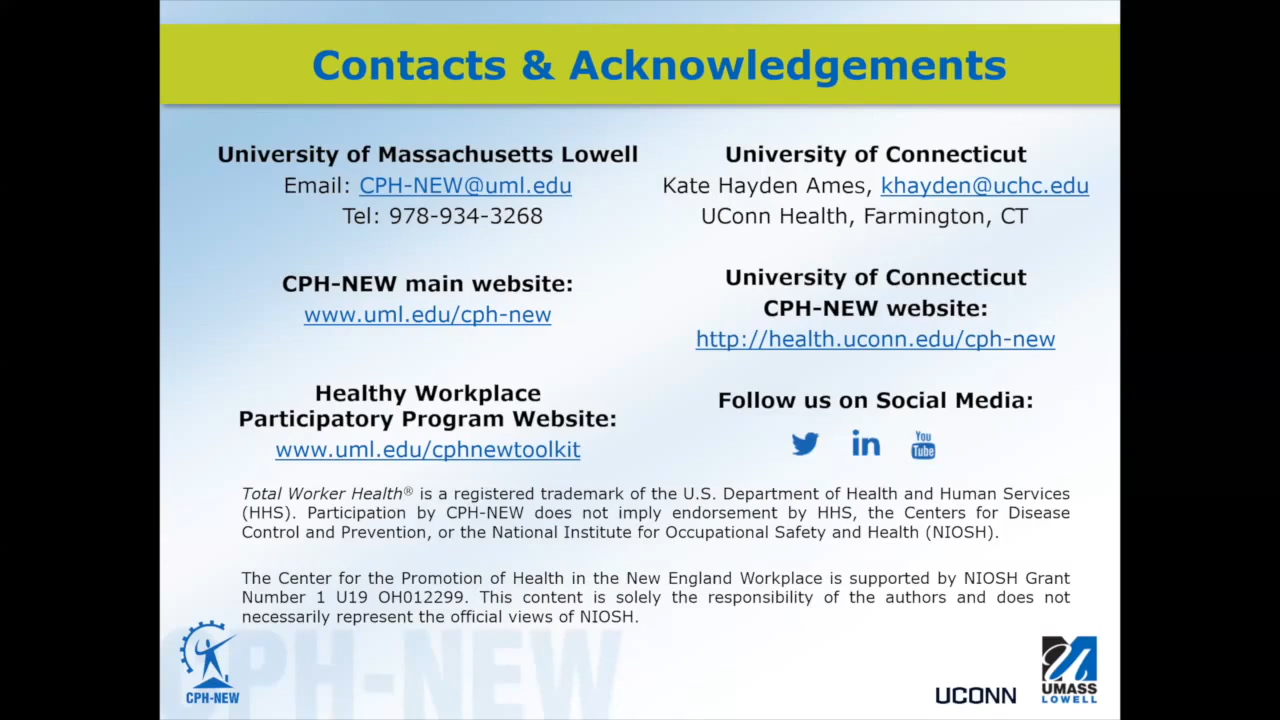 Contacts & Acknowledgements
University of Massachusetts Lowell
Email: CPH-NEW@uml.edu
Tel: 978-934-3268
CPH-NEW main website:
www.uml.edu/cph-new
Healthy Workplace
Participatory Program Website:
www.uml.edu/cphnewtoolkit
University of Connecticut
Kate Hayden Ames, khayden@uchc.edu
UConn Health, Farmington, CT
University of Connecticut
CPH-NEW website:
http://health.uconn.edu/cph-new
Follow us on Social Media:
in
You
Tube
Total Worker Health® is a registered trademark of the U.S. Department of Health and Human Services
(HHS). Participation by CPH-NEW does not imply endorsement by HHS, the Centers for Disease
Control and Prevention, or the National Institute for Occupational Safety and Health (NIOSH).
The Center for the Promotion of Health in the New England Workplace is supported by NIOSH Grant
Number 1 U19 OH012299. This content is solely the responsibility of the authors and does not
necessarily represent the official views of NIOSH.
CPH-NEW
CPH-NEW
UCONN
UMASS
LOWELL